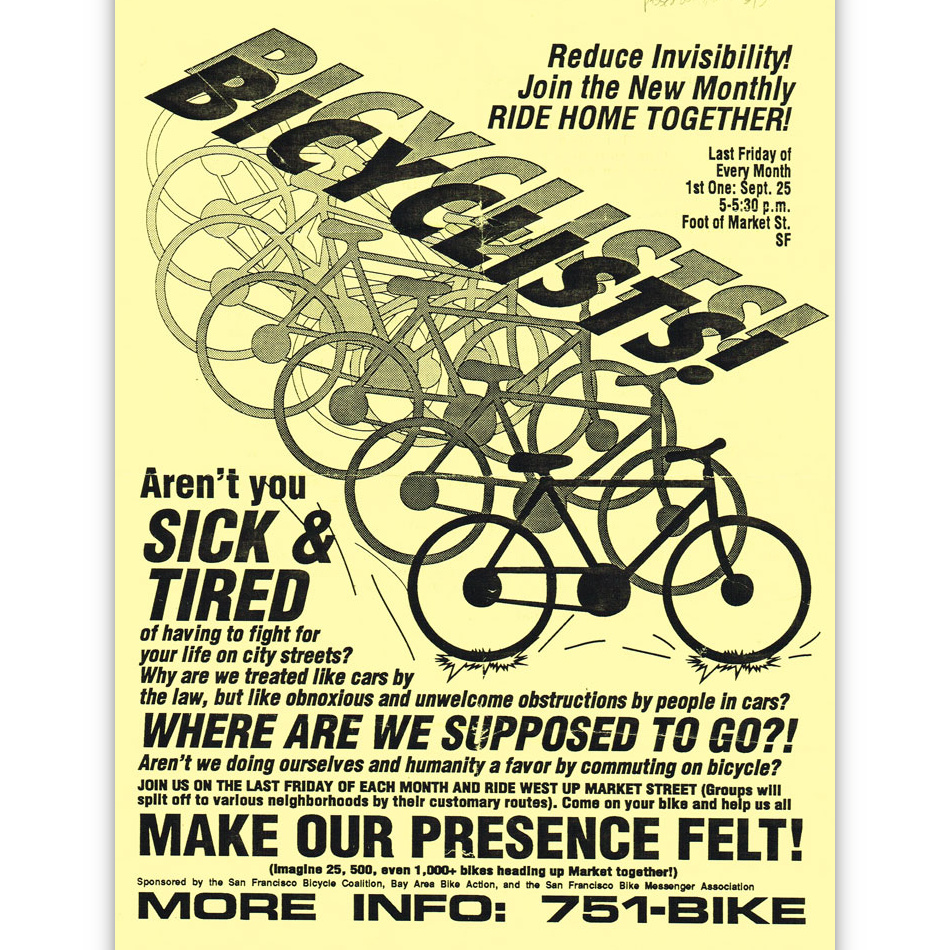 BICYCLISTS!
Reduce Invisibility!
Join the New Monthly
RIDE HOME TOGETHER!
Last Friday of
Every Month
1st One: Sept. 25
5-5:30 p.m.
Foot of Market St.
SF
Aren't you
SICK &
TIRED
of having to fight for
your life on city streets?
Why are we treated like cars by
the law, but like obnoxious and unwelcome obstructions by people in cars?
WHERE ARE WE SUPPOSED TO GO?!
Aren't we doing ourselves and humanity a favor by commuting on bicycle?
JOIN US ON THE LAST FRIDAY OF EACH MONTH AND RIDE WEST UP MARKET STREET (Groups will
split off to various neighborhoods by their customary routes). Come on your bike and help us all
MAKE OUR PRESENCE FELT!
(Imagine 25, 500, even 1,000+ bikes heading up Market together!)
Sponsored by the San Francisco Bicycle Coalition, Bay Area Bike Action, and the San Francisco Bike Messenger Association
MORE INFO: 751-BIKE